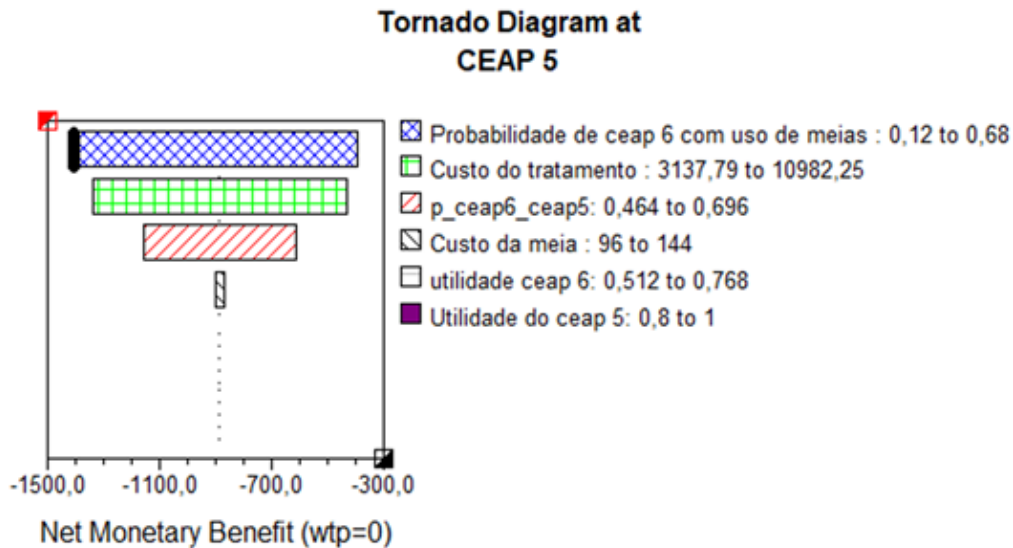 Tornado Diagram at
CEAP 5
Probabilidade de ceap 6 com uso de meias : 0,12 to 0,68
Custo do tratamento : 3137,79 to 10982,25
p_ceap6_ceap5: 0,464 to 0,696
Custo da meia : 96 to 144
utilidade ceap 6: 0,512 to 0,768
Utilidade do ceap 5: 0,8 to 1
-1500,0 -1100,0 -700,0 -300,0
Net Monetary Benefit (wtp=0)